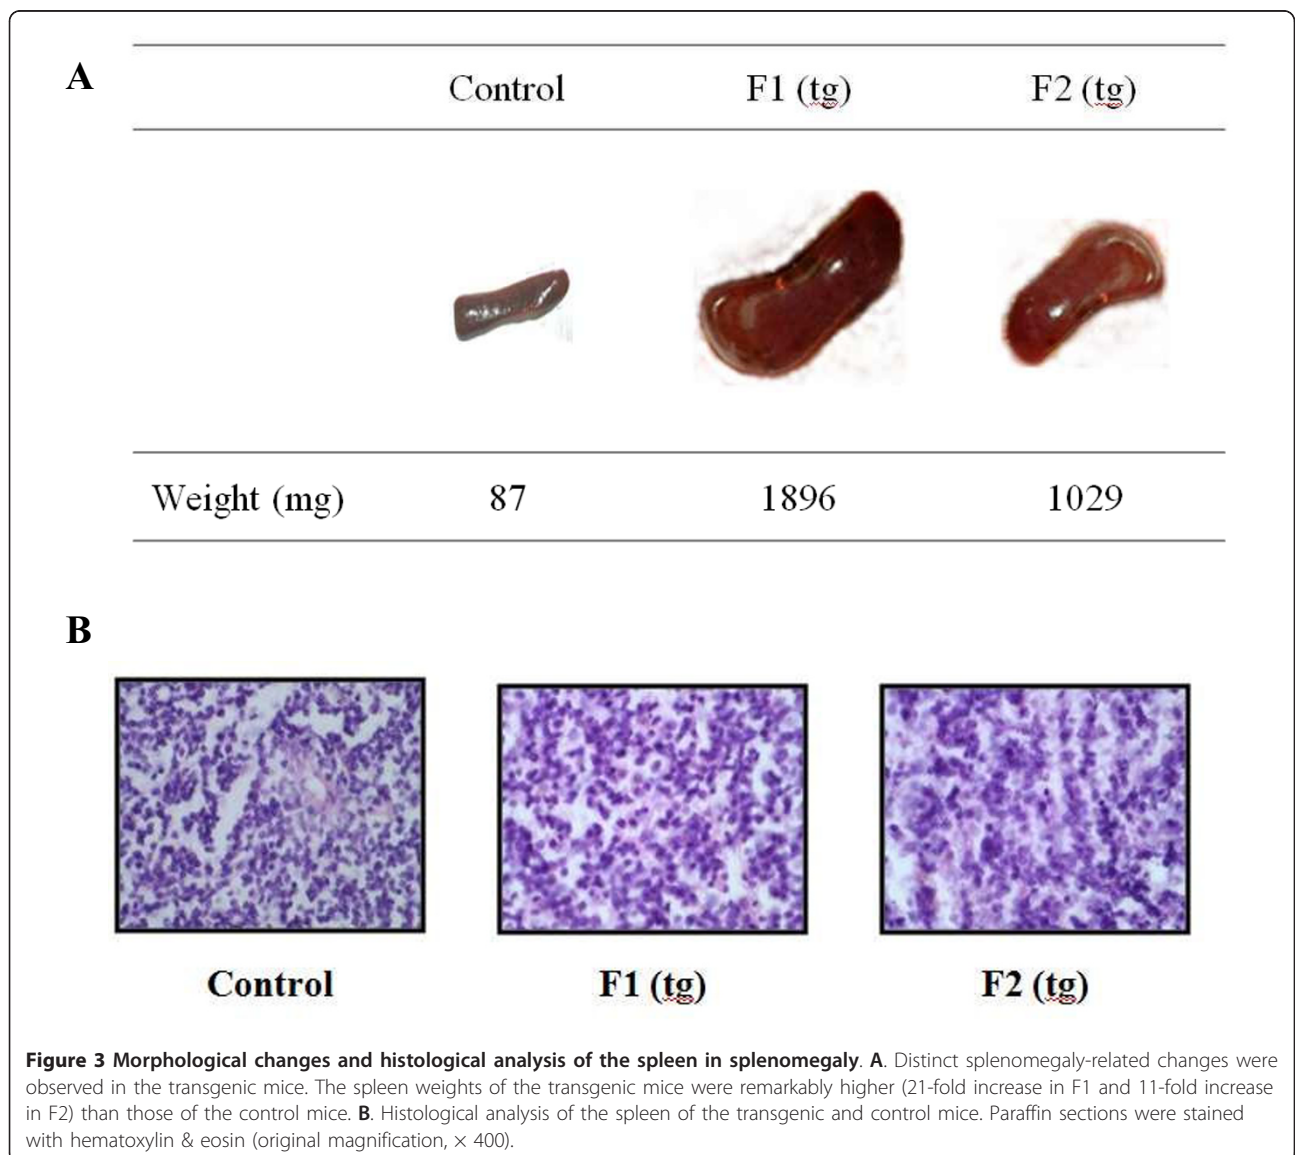 A
Control F1 (tg) F2 (tg)
Weight (mg) 87 1896 1029
B
Control F1 (tg) F2 (tg)
Figure 3 Morphological changes and histological analysis of the spleen in splenomegaly. A. Distinct splenomegaly-related changes were
observed in the transgenic mice. The spleen weights of the transgenic mice were remarkably higher (21-fold increase in F1 and 11-fold increase
in F2) than those of the control mice. B. Histological analysis of the spleen of the transgenic and control mice. Paraffin sections were stained
with hematoxylin & eosin (original magnification, × 400).